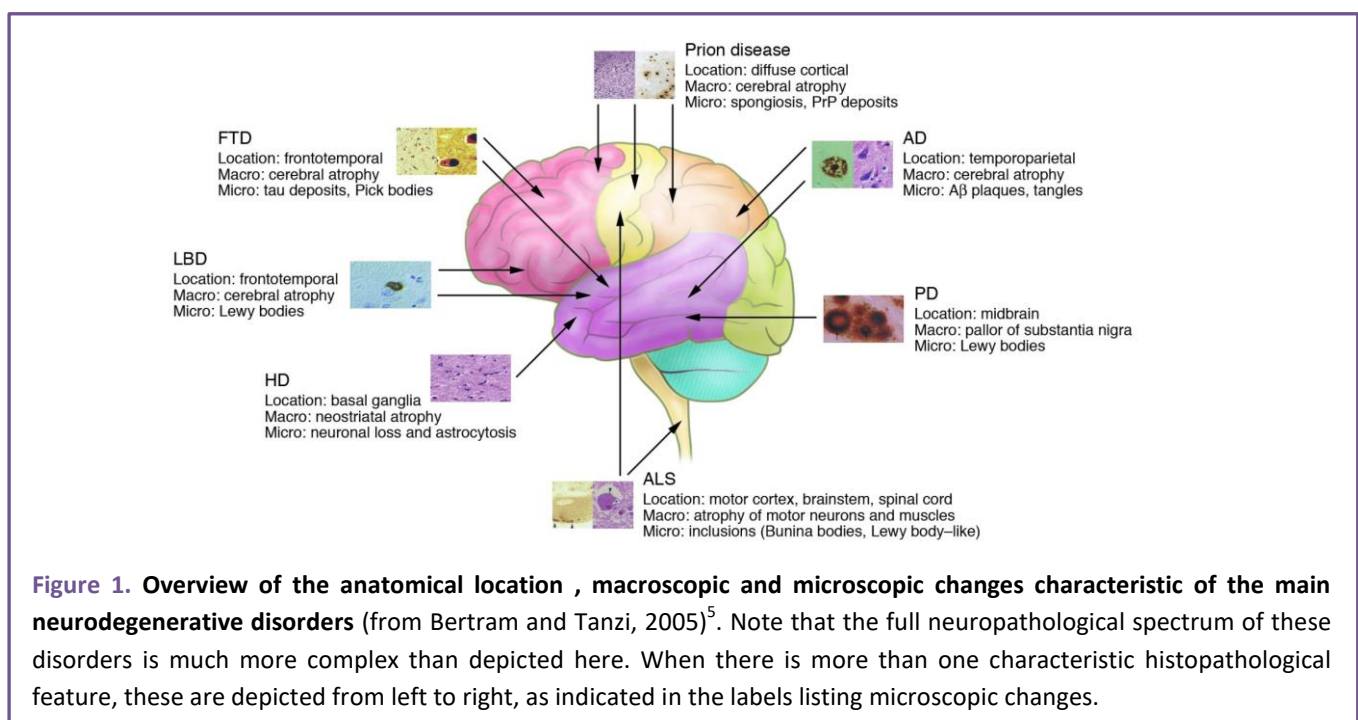 Prion disease
Location: diffuse cortical
Macro: cerebral atrophy
Micro: spongiosis, PrP deposits
FTD
Location: frontotemporal
Macro: cerebral atrophy
Micro: tau deposits, Pick bodies
AD
Location: temporoparietal
Macro: cerebral atrophy
Micro: Aβ plaques, tangles
LBD
Location: frontotemporal
Macro: cerebral atrophy
Micro: Lewy bodies
PD
Location: midbrain
Macro: pallor of substantia nigra
Micro: Lewy bodies
HD
Location: basal ganglia
Macro: neostriatal atrophy
Micro: neuronal loss and astrocytosis
ALS
Location: motor cortex, brainstem, spinal cord
Macro: atrophy of motor neurons and muscles
Micro: inclusions (Bunina bodies, Lewy body–like)
Figure 1. Overview of the anatomical location , macroscopic and microscopic changes characteristic of the main
neurodegenerative disorders (from Bertram and Tanzi, 2005)⁵. Note that the full neuropathological spectrum of these
disorders is much more complex than depicted here. When there is more than one characteristic histopathological
feature, these are depicted from left to right, as indicated in the labels listing microscopic changes.